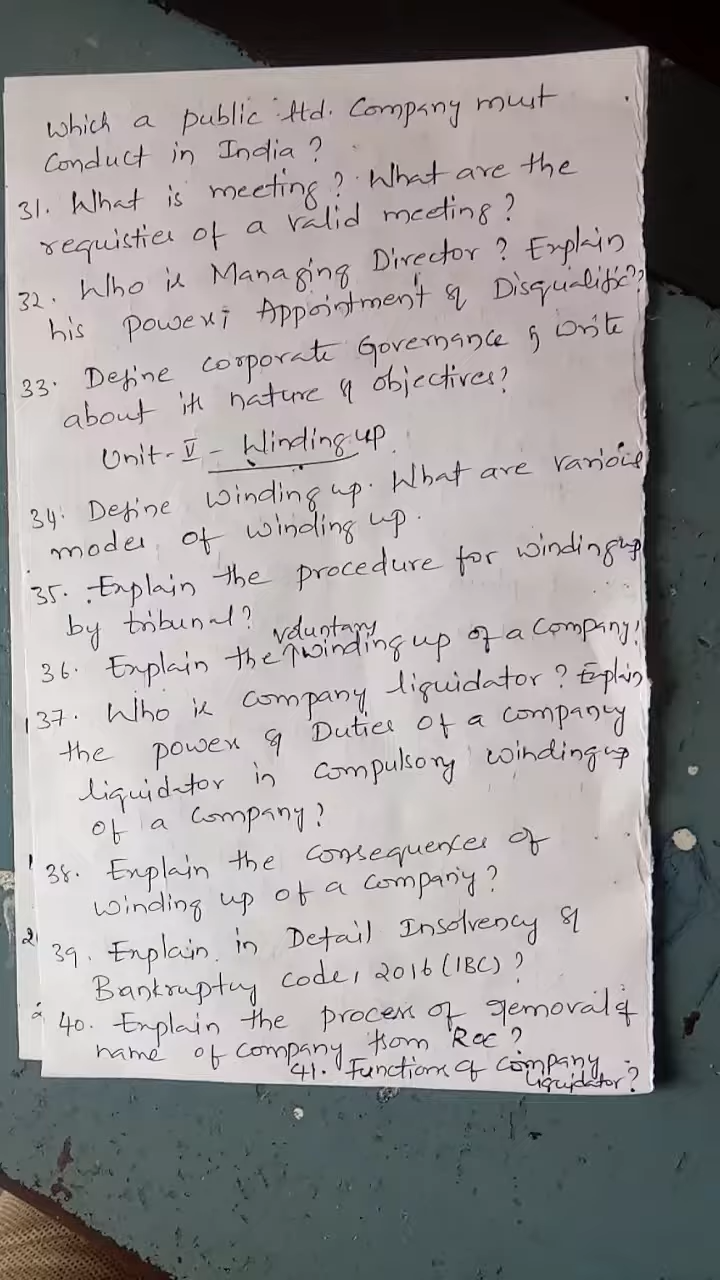 which a public ltd. Company must
Conduct in India?
31. What is meeting? What are the
requisties of a valid meeting?
32. Who is Managing Director? Explain
his powers, Appointment & Disqualific?
33. Define corporate Governance & write
about its nature & objectives?
Unit-V - Winding up
34. Define winding up. What are various
modes of winding up.
35. Explain the procedure for winding up
by tribunal?
36. Explain the voluntary winding up of a Company!
37. Who is company liquidator? Explain
the powers & Duties of a company
liquidator in compulsory winding up
of a Company?
38. Explain the consequences of
winding up of a company?
39. Explain in Detail Insolvency &
Bankruptcy code, 2016 (IBC)?
40. Explain the process of removal of
name of company from ROC?
41. Functions of company
liquidator?